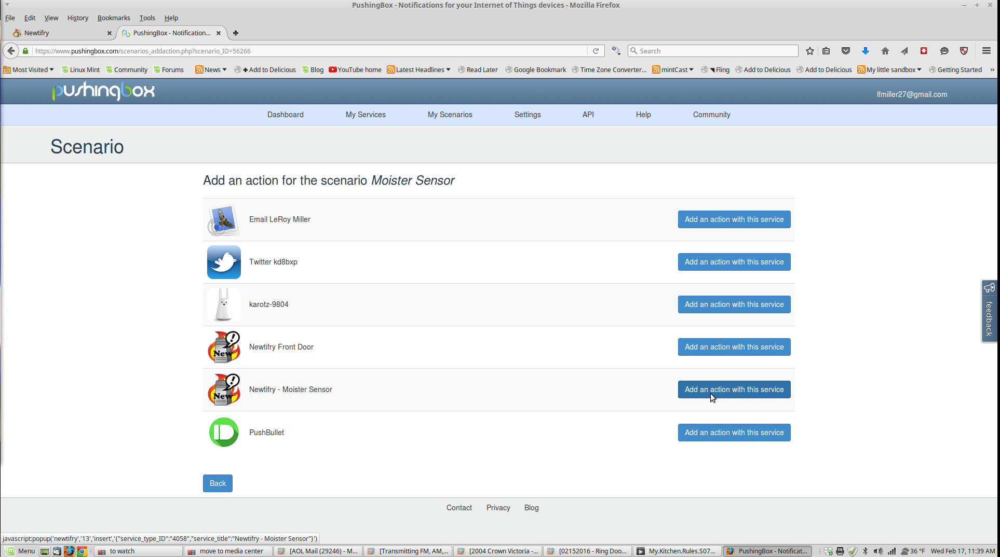 PushingBox - Notifications for your Internet of Things devices - Mozilla Firefox
File Edit View History Bookmarks Tools Help
Newtifry PushingBox - Notification...
https://www.pushingbox.com/scenarios_addaction.php?scenario_ID=56266 Search
Most Visited Linux Mint Community Forums News Add to Delicious Blog YouTube home Latest Headlines Read Later Google Bookmark Time Zone Converter... mintCast Fling Add to Delicious Add to Delicious My little sandbox Getting Started »
pushingbox
lfmiller27@gmail.com
Dashboard My Services My Scenarios Settings API Help Community
Scenario
Add an action for the scenario Moister Sensor
Email LeRoy Miller Add an action with this service
Twitter kd8bxp Add an action with this service
karotz-9804 Add an action with this service
feedback
New! Newtifry Front Door Add an action with this service
New! Newtifry - Moister Sensor Add an action with this service
PushBullet Add an action with this service
Back
Contact Privacy Blog
javascript:popup('newtifry','13','insert','{"service_type_ID":"4058","service_title":"Newtifry - Moister Sensor"}')
Menu to watch move to media center [AOL Mail (29246) - M... [Transmitting FM, AM,... [2004 Crown Victoria -... [02152016 - Ring Doo... My.Kitchen.Rules.S07... PushingBox - Notificat... 36 °F Wed Feb 17, 11:39 AM